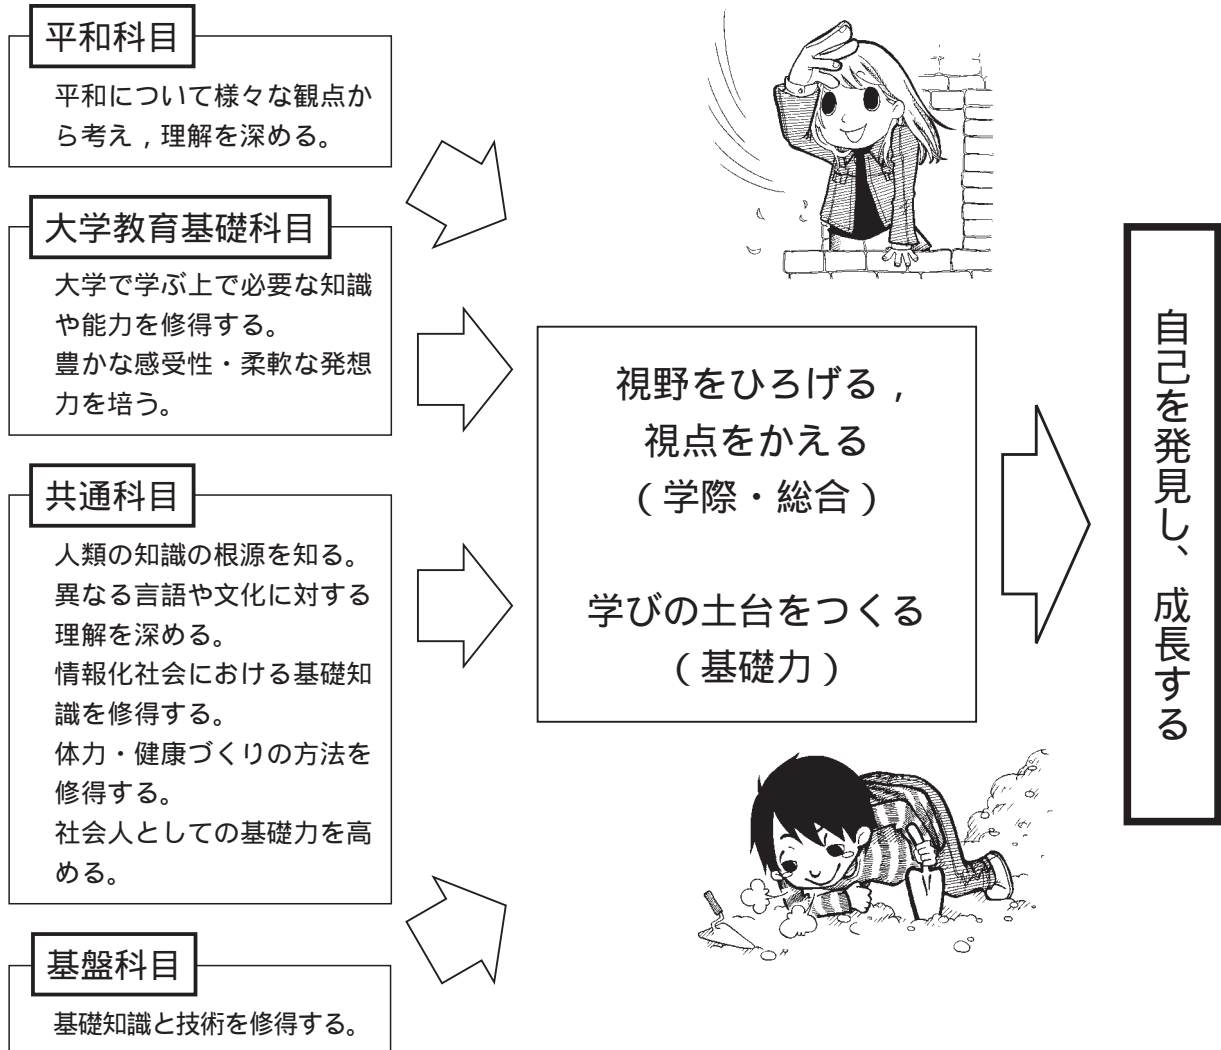 平和科目
平和について様々な観点か
ら考え，理解を深める。
大学教育基礎科目
大学で学ぶ上で必要な知識
や能力を修得する。
豊かな感受性・柔軟な発想
力を培う。
共通科目
人類の知識の根源を知る。
異なる言語や文化に対する
理解を深める。
情報化社会における基礎知
識を修得する。
体力・健康づくりの方法を
修得する。
社会人としての基礎力を高
める。
基盤科目
基礎知識と技術を修得する。
視野をひろげる，
視点をかえる
（学際・総合）
学びの土台をつくる
（基礎力）
自己を発見し、成長する